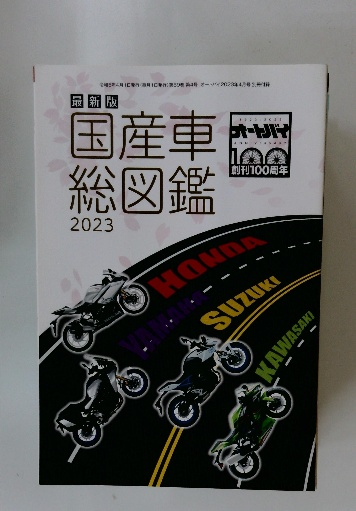 最新版
国産車
総図鑑
2023
オートバイ
100
創刊100周年
HONDA
YAMAHA
SUZUKI
KAWASAKI